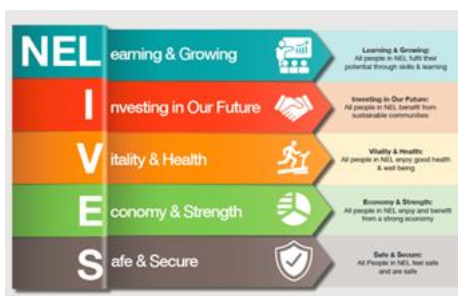 NEL earning & Growing
Learning & Growing:
All people in NEL fulfil their
potential through skills & learning
I nvesting in Our Future
Investing in Our Future:
All people in NEL benefit from
sustainable communities
V itality & Health
Vitality & Health:
All people in NEL enjoy good health
& well being
E conomy & Strength
Economy & Strength:
All people in NEL enjoy and benefit
from a strong economy
S afe & Secure
Safe & Secure:
All People in NEL feel safe
and are safe